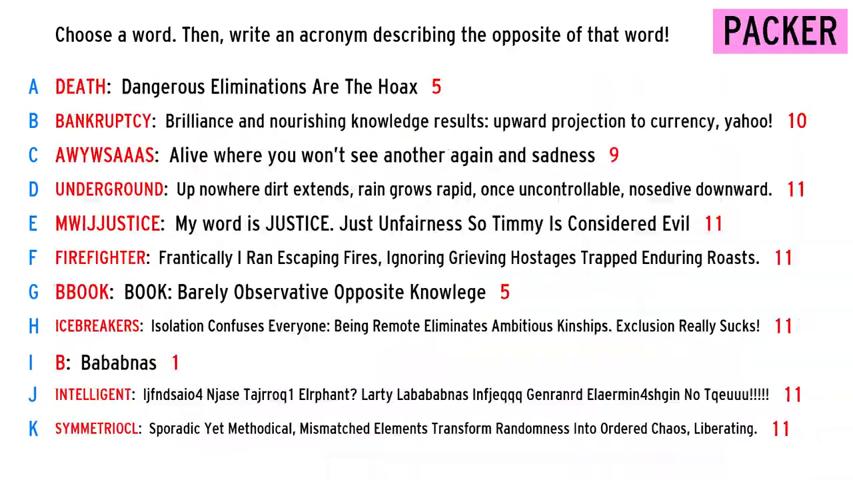 Choose a word. Then, write an acronym describing the opposite of that word! PACKER
A DEATH: Dangerous Eliminations Are The Hoax 5
B BANKRUPTCY: Brilliance and nourishing knowledge results: upward projection to currency, yahoo! 10
C AWYWSAAAS: Alive where you won't see another again and sadness 9
D UNDERGROUND: Up nowhere dirt extends, rain grows rapid, once uncontrollable, nosedive downward. 11
E MWIJJUSTICE: My word is JUSTICE. Just Unfairness So Timmy Is Considered Evil 11
F FIREFIGHTER: Frantically I Ran Escaping Fires, Ignoring Grieving Hostages Trapped Enduring Roasts. 11
G BBOOK: BOOK: Barely Observative Opposite Knowlege 5
H ICEBREAKERS: Isolation Confuses Everyone: Being Remote Eliminates Ambitious Kinships. Exclusion Really Sucks! 11
I B: Bababnas 1
J INTELLIGENT: Ijfndsaio4 Njase Tajrroq1 Elrphant? Larty Labababnas Infjeqqq Genranrd Elaermin4shgin No Tqeuuu!!!!! 11
K SYMMETRIOCL: Sporadic Yet Methodical, Mismatched Elements Transform Randomness Into Ordered Chaos, Liberating. 11